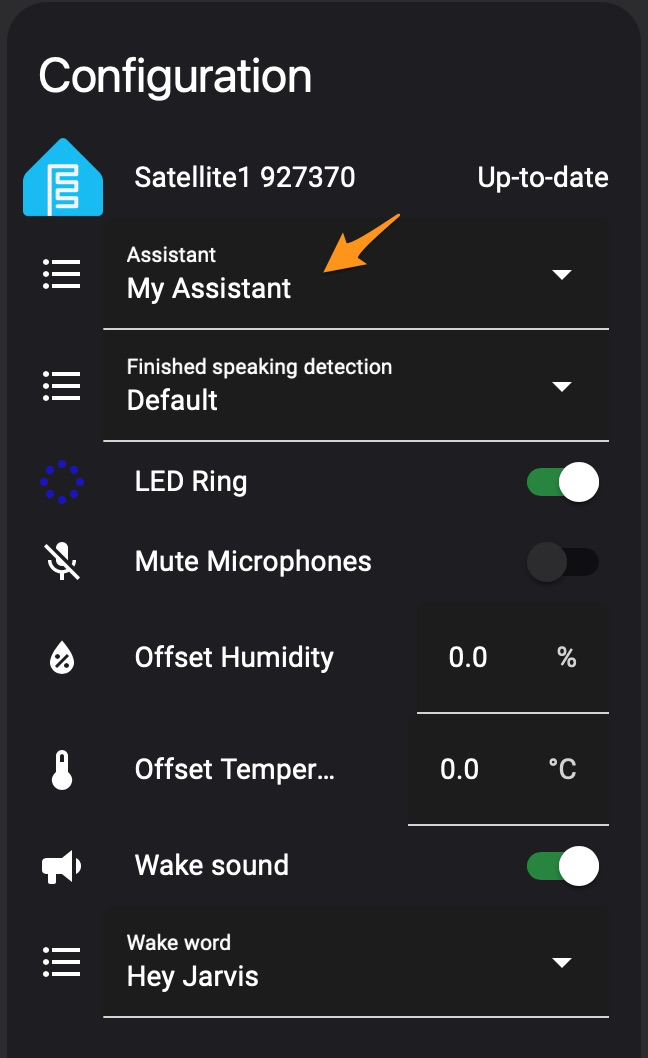 Configuration
Satellite1 927370 Up-to-date
Assistant
My Assistant
Finished speaking detection
Default
LED Ring
Mute Microphones
Offset Humidity 0.0 %
Offset Temper... 0.0 °C
Wake sound
Wake word
Hey Jarvis